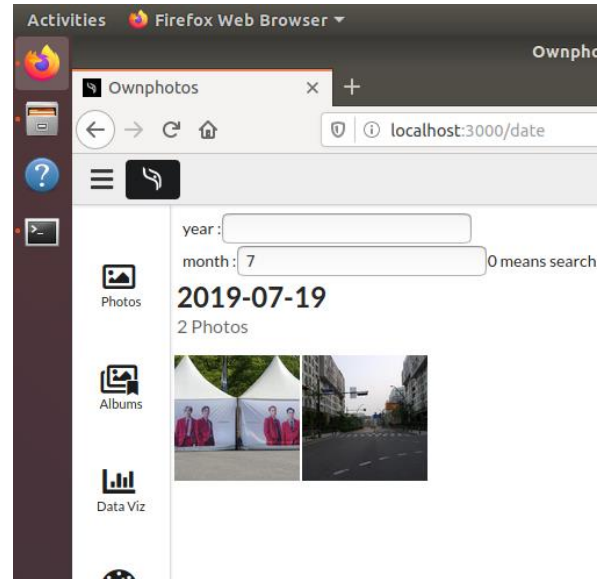 Activities Firefox Web Browser
Ownpho
Ownphotos
localhost:3000/date
year :
month : 7 0 means search
2019-07-19
2 Photos
Photos
Albums
Data Viz